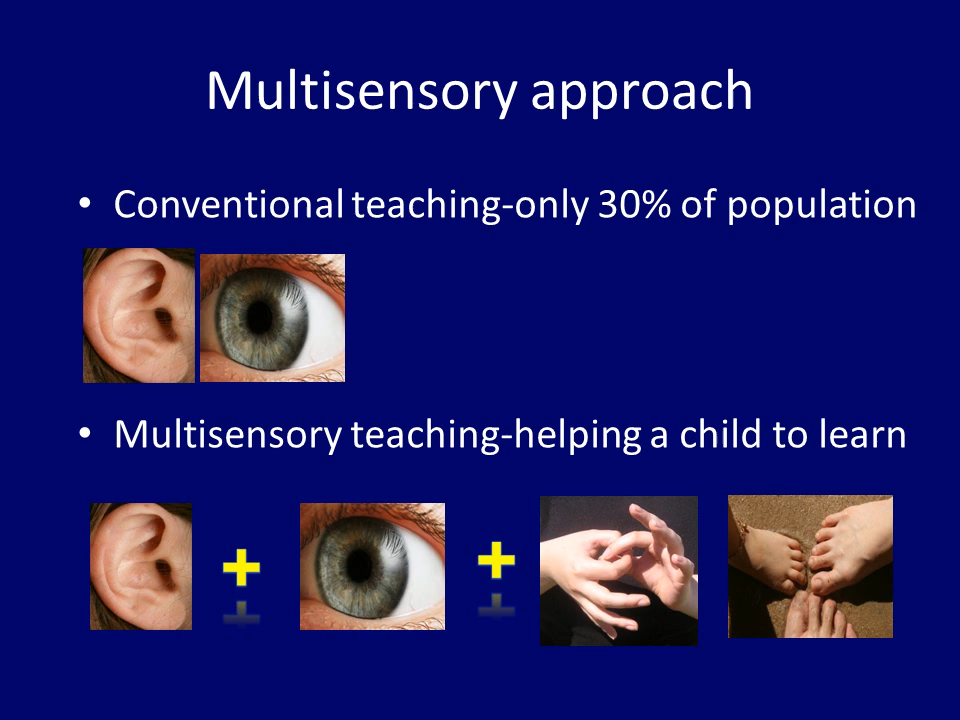 Multisensory approach
• Conventional teaching-only 30% of population
• Multisensory teaching-helping a child to learn
+ +